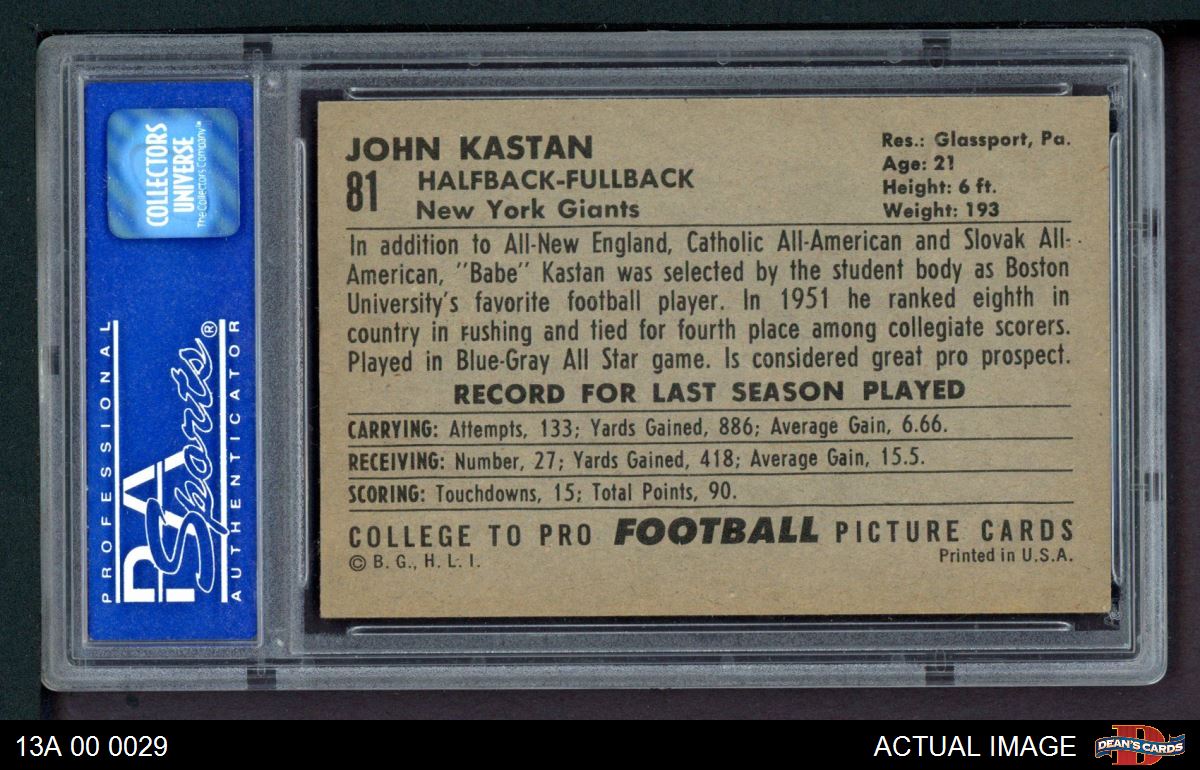 COLLECTORS
UNIVERSE
The Collectors Company™
PROFESSIONAL
PSA
Sports®
AUTHENTICATOR
JOHN KASTAN
81
HALFBACK-FULLBACK
New York Giants
Res.: Glassport, Pa.
Age: 21
Height: 6 ft.
Weight: 193
In addition to All-New England, Catholic All-American and Slovak All-
American, "Babe" Kastan was selected by the student body as Boston
University's favorite football player. In 1951 he ranked eighth in
country in rushing and tied for fourth place among collegiate scorers.
Played in Blue-Gray All Star game. Is considered great pro prospect.
RECORD FOR LAST SEASON PLAYED
CARRYING: Attempts, 133; Yards Gained, 886; Average Gain, 6.66.
RECEIVING: Number, 27; Yards Gained, 418; Average Gain, 15.5.
SCORING: Touchdowns, 15; Total Points, 90.
COLLEGE TO PRO FOOTBALL PICTURE CARDS
© B. G., H. L. I.
Printed in U.S.A.
13A 00 0029
ACTUAL IMAGE
D
DEAN'S CARDS